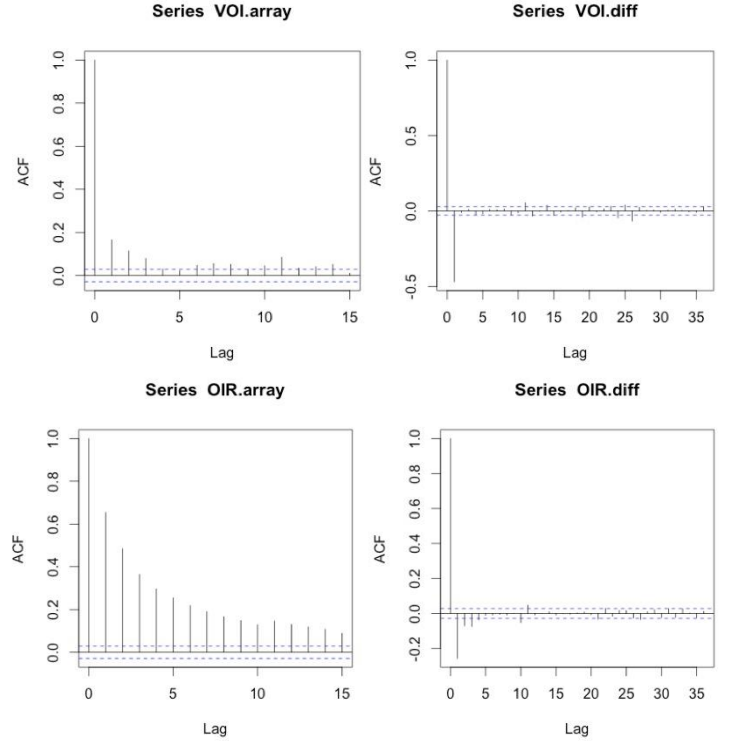 Series VOI.array
ACF
0.0 0.2 0.4 0.6 0.8 1.0
0 5 10 15
Lag
Series VOI.diff
ACF
-0.5 0.0 0.5 1.0
0 5 10 15 20 25 30 35
Lag
Series OIR.array
ACF
0.0 0.2 0.4 0.6 0.8 1.0
0 5 10 15
Lag
Series OIR.diff
ACF
-0.2 0.0 0.2 0.4 0.6 0.8 1.0
0 5 10 15 20 25 30 35
Lag